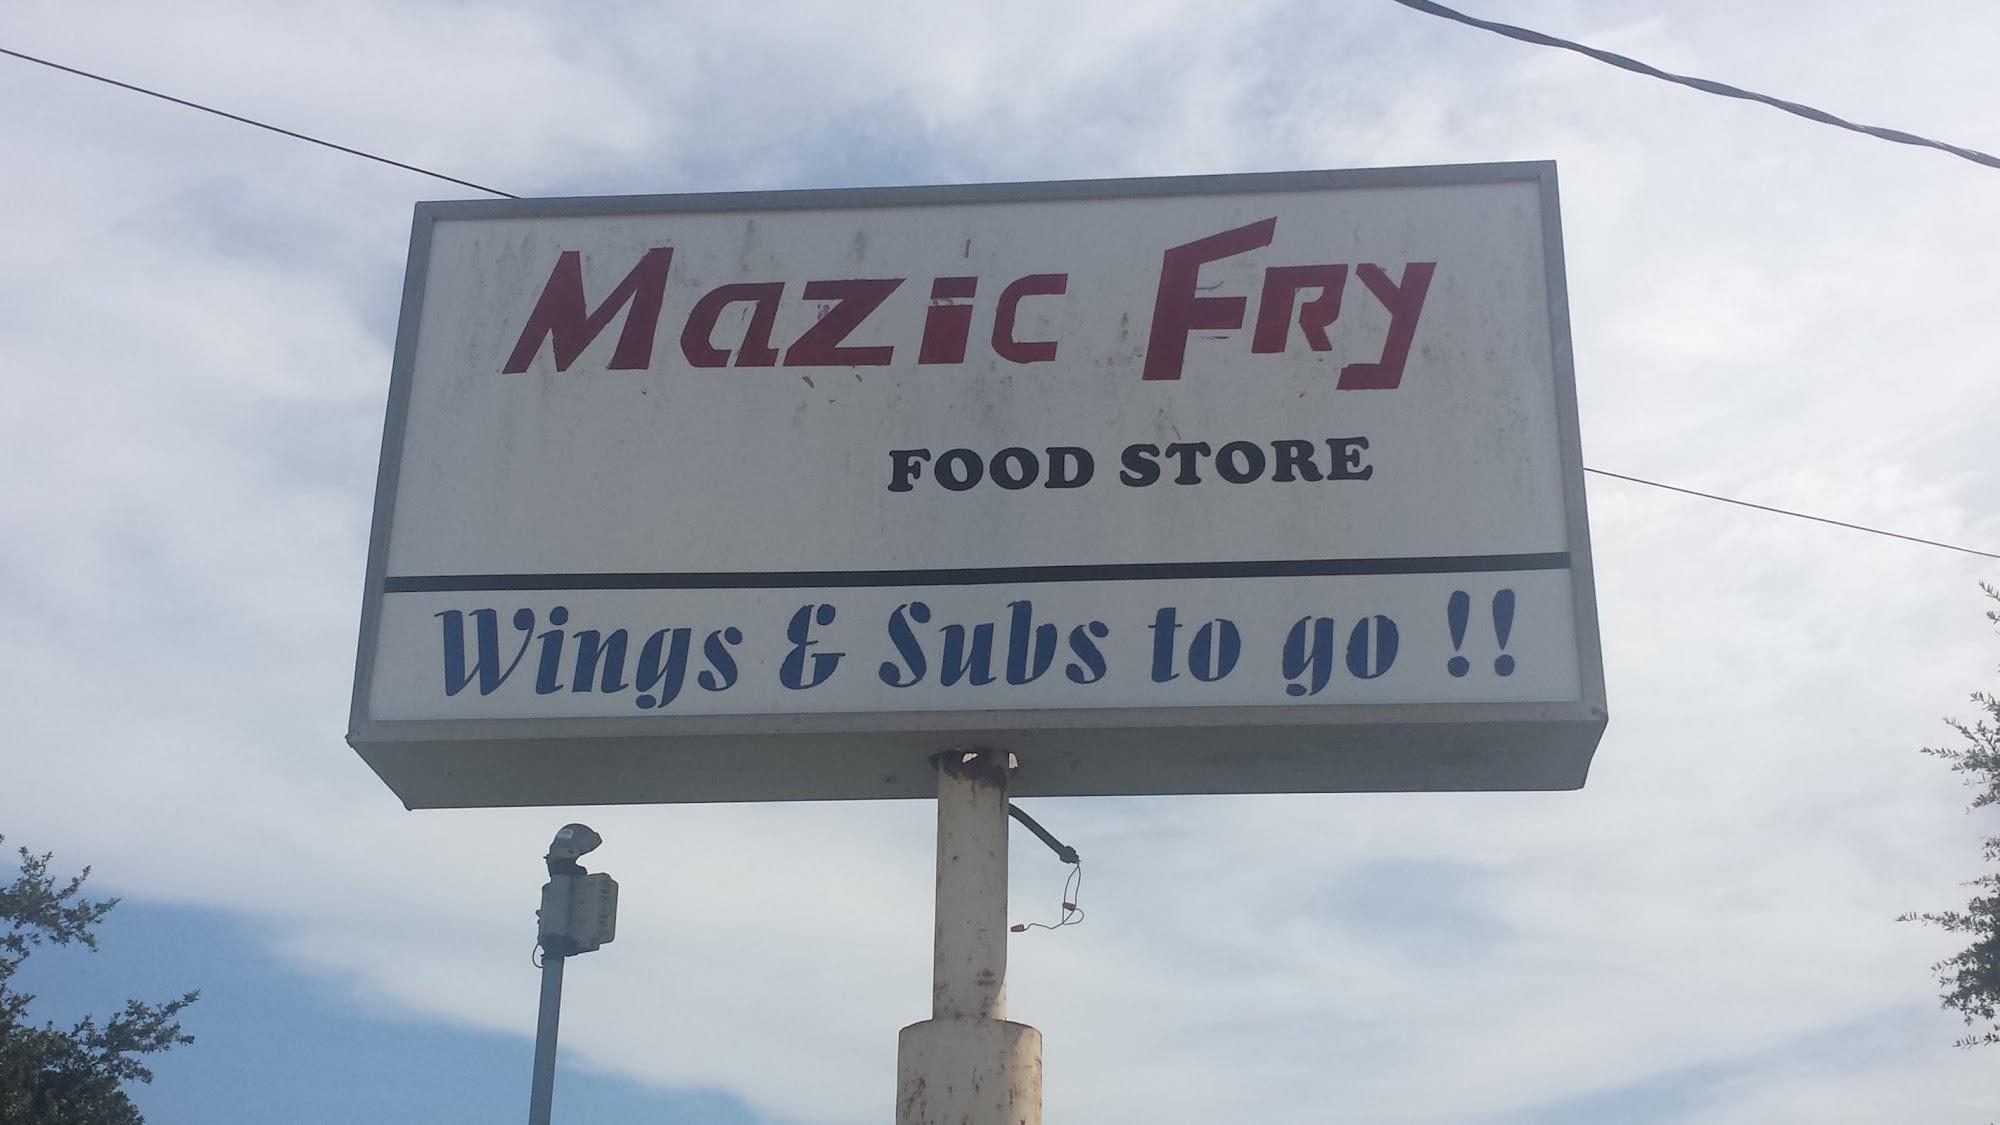 Mazic Fry
FOOD STORE
Wings & Subs to go !!